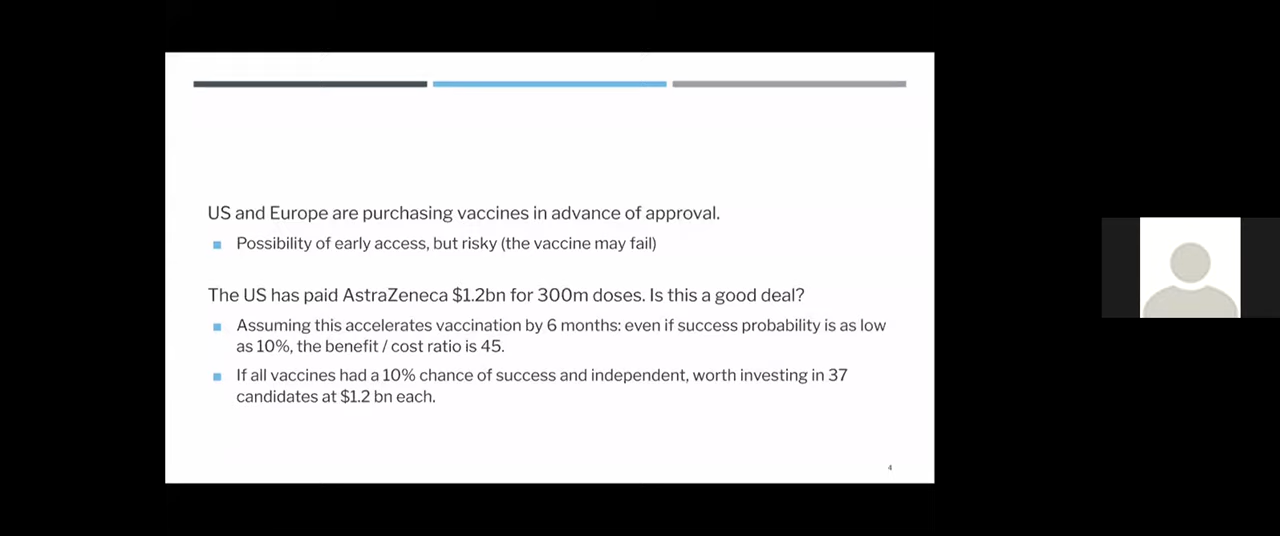 US and Europe are purchasing vaccines in advance of approval.
Possibility of early access, but risky (the vaccine may fail)
The US has paid AstraZeneca $1.2bn for 300m doses. Is this a good deal?
Assuming this accelerates vaccination by 6 months: even if success probability is as low
as 10%, the benefit / cost ratio is 45.
If all vaccines had a 10% chance of success and independent, worth investing in 37
candidates at $1.2 bn each.
4